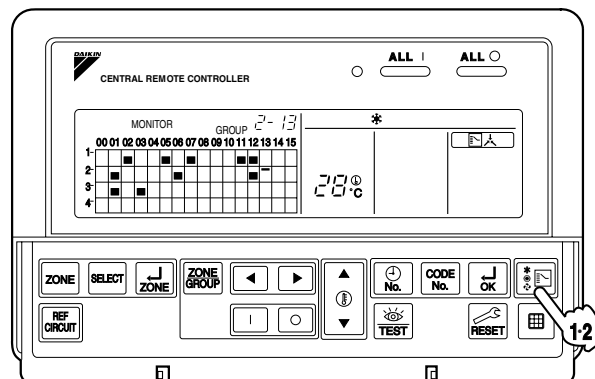 DAIKIN
CENTRAL REMOTE CONTROLLER
ALL I
ALL ○
MONITOR
GROUP 2-13
00 01 02 03 04 05 06 07 08 09 10 11 12 13 14 15
1-
2-
3-
4-
28 °C
ZONE
SELECT
ZONE
ZONE GROUP
No.
CODE No.
OK
REF CIRCUIT
I
○
TEST
RESET
1·2